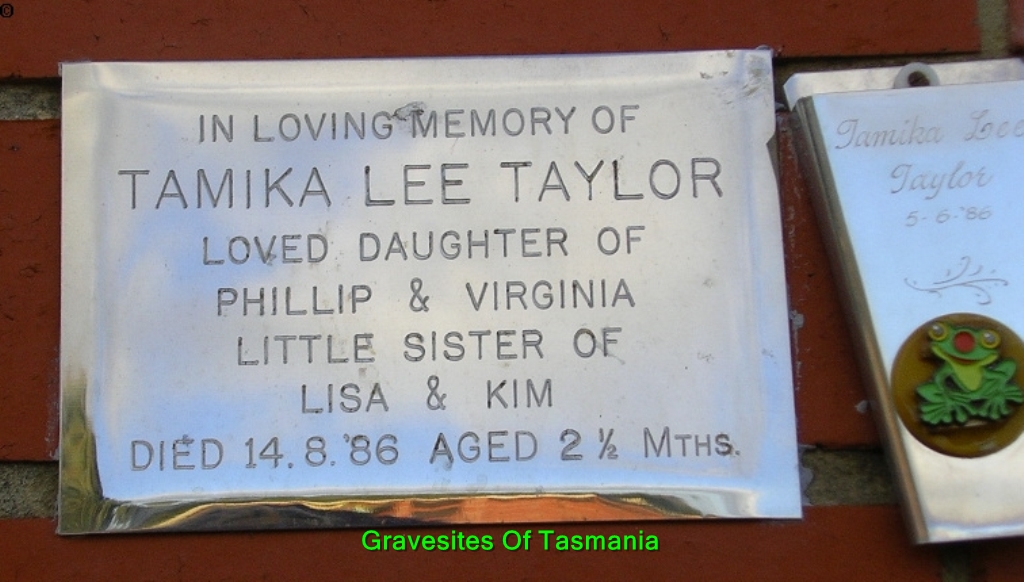 ©
IN LOVING MEMORY OF
TAMIKA LEE TAYLOR
LOVED DAUGHTER OF
PHILLIP & VIRGINIA
LITTLE SISTER OF
LISA & KIM
DIED 14.8.'86 AGED 2 ½ MTHS.
Tamika Lee
Taylor
5-6-'86
Gravesites Of Tasmania